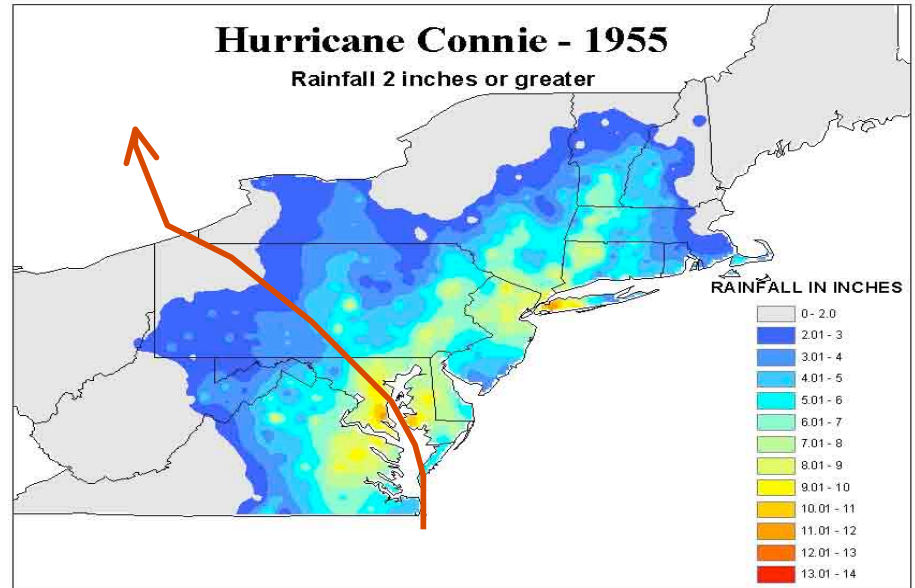 Hurricane Connie - 1955
Rainfall 2 inches or greater
RAINFALL IN INCHES
0 - 2.0
2.01 - 3
3.01 - 4
4.01 - 5
5.01 - 6
6.01 - 7
7.01 - 8
8.01 - 9
9.01 - 10
10.01 - 11
11.01 - 12
12.01 - 13
13.01 - 14